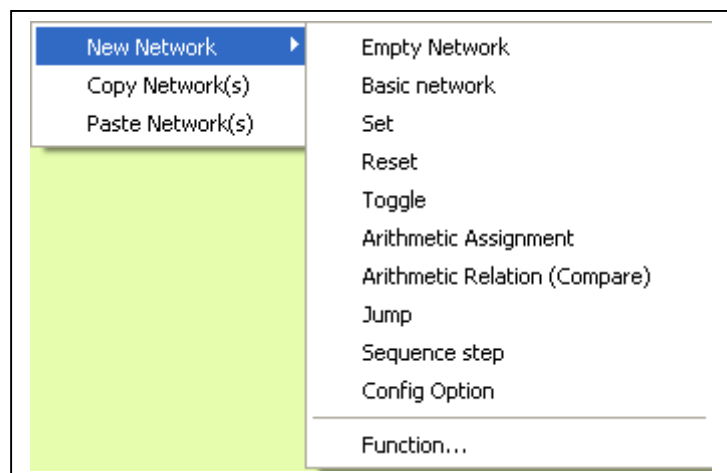 New Network
Copy Network(s)
Paste Network(s)
Empty Network
Basic network
Set
Reset
Toggle
Arithmetic Assignment
Arithmetic Relation (Compare)
Jump
Sequence step
Config Option
Function...